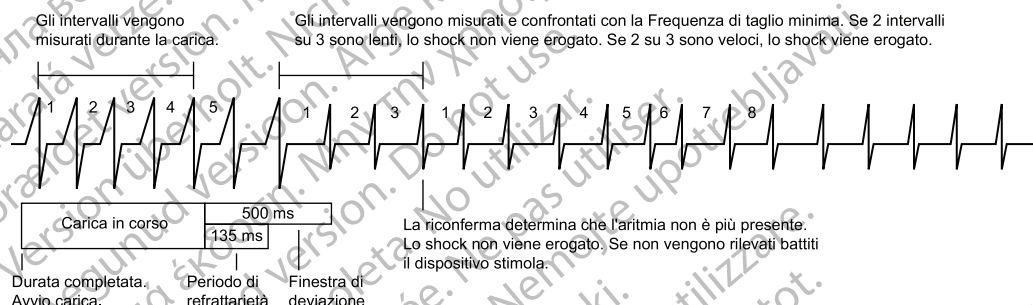 Gli intervalli vengono
misurati durante la carica.
Gli intervalli vengono misurati e confrontati con la Frequenza di taglio minima. Se 2 intervalli
su 3 sono lenti, lo shock non viene erogato. Se 2 su 3 sono veloci, lo shock viene erogato.
1 2 3 4 5 1 2 3 1 2 3 4 5 6 7 8
Carica in corso
500 ms
135 ms
La riconferma determina che l'aritmia non è più presente.
Lo shock non viene erogato. Se non vengono rilevati battiti
il dispositivo stimola.
Durata completata.
Avvio carica.
Periodo di
refrattarietà
Finestra di
deviazione